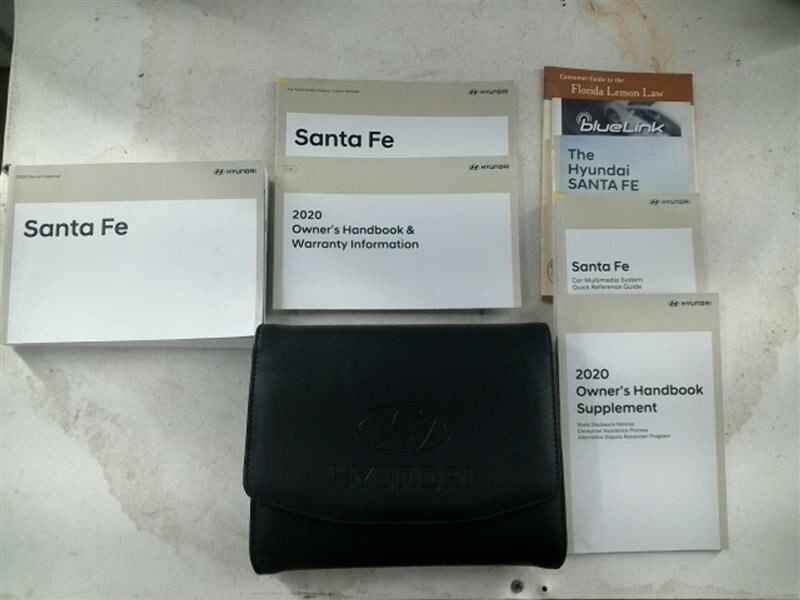 2020 Owner's Manual
HYUNDAI
Santa Fe
HYUNDAI
Santa Fe
HYUNDAI
2020
Owner's Handbook &
Warranty Information
Consumer Guide to the
Florida Lemon Law
blueLink
The
Hyundai
SANTA FE
HYUNDAI
Santa Fe
Car Multimedia System
Quick Reference Guide
HYUNDAI
2020
Owner's Handbook
Supplement
State Disclosure Notices
Consumer Assistance Process
Alternative Dispute Resolution Program
HYUNDAI